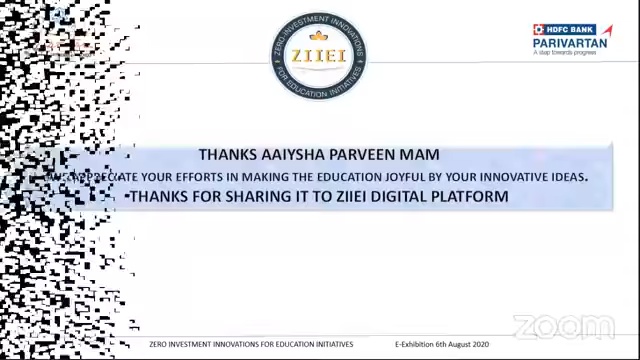 ZERO INVESTMENT INNOVATIONS
ZIIEI
FOR EDUCATION INITIATIVES
HDFC BANK
PARIVARTAN
A step towards progress
THANKS AAIYSHA PARVEEN MAM
APPRECIATE YOUR EFFORTS IN MAKING THE EDUCATION JOYFUL BY YOUR INNOVATIVE IDEAS.
THANKS FOR SHARING IT TO ZIIEI DIGITAL PLATFORM
zoom
ZERO INVESTMENT INNOVATIONS FOR EDUCATION INITIATIVES E-Exhibition 6th August 2020